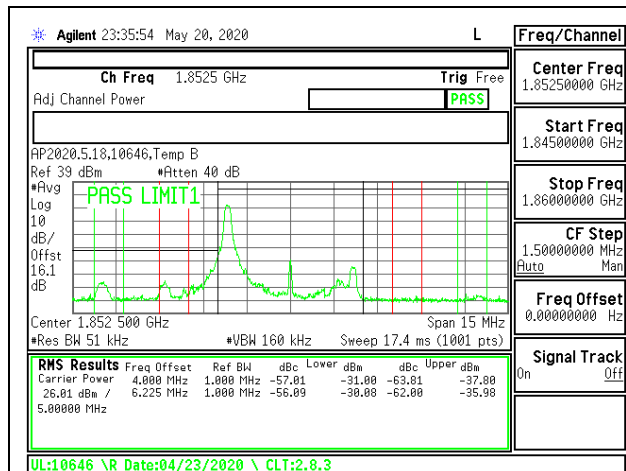 Agilent 23:35:54 May 20, 2020 L
Freq/Channel
Ch Freq 1.8525 GHz Trig Free
Adj Channel Power PASS
Center Freq
1.85250000 GHz
Start Freq
1.84500000 GHz
Stop Freq
1.86000000 GHz
CF Step
1.50000000 MHz
Auto Man
Freq Offset
0.00000000 Hz
Signal Track
On Off
AP2020.5.18,10646,Temp B
Ref 39 dBm #Atten 40 dB
#Avg
Log
10
dB/
Offst
16.1
dB
PASS LIMIT1
Center 1.852 500 GHz Span 15 MHz
#Res BW 51 kHz #VBW 160 kHz Sweep 17.4 ms (1001 pts)
RMS Results Freq Offset Ref BW dBc Lower dBm dBc Upper dBm
Carrier Power 4.000 MHz 1.000 MHz -57.01 -31.00 -63.81 -37.80
26.01 dBm / 6.225 MHz 1.000 MHz -56.09 -30.08 -62.00 -35.98
5.00000 MHz
UL:10646 \R Date:04/23/2020 \ CLT:2.8.3